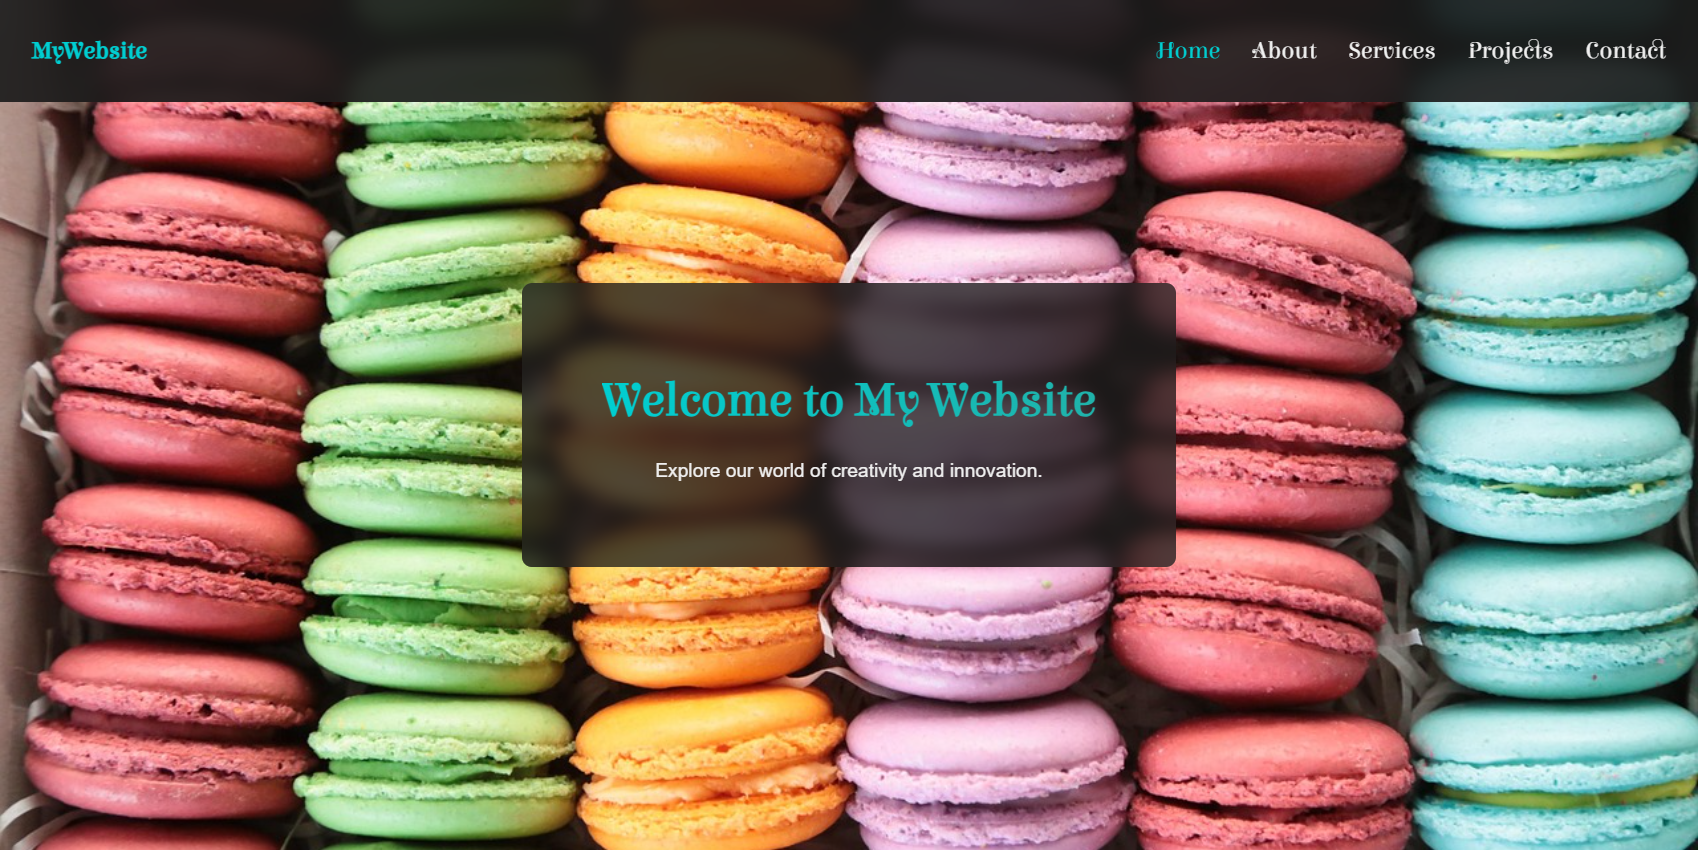 MyWebsite
Home About Services Projects Contact
Welcome to My Website
Explore our world of creativity and innovation.